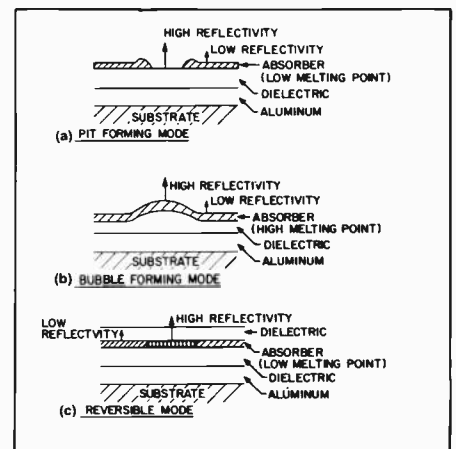 HIGH REFLECTIVITY
LOW REFLECTIVITY
ABSORBER
(LOW MELTING POINT)
DIELECTRIC
ALUMINUM
SUBSTRATE
(a) PIT FORMING MODE
HIGH REFLECTIVITY
LOW REFLECTIVITY
ABSORBER
(HIGH MELTING POINT)
DIELECTRIC
ALUMINUM
SUBSTRATE
(b) BUBBLE FORMING MODE
HIGH REFLECTIVITY
LOW
REFLECTVITY
DIELECTRIC
ABSORBER
(LOW MELTING POINT)
DIELECTRIC
ALUMINUM
SUBSTRATE
(c) REVERSIBLE MODE